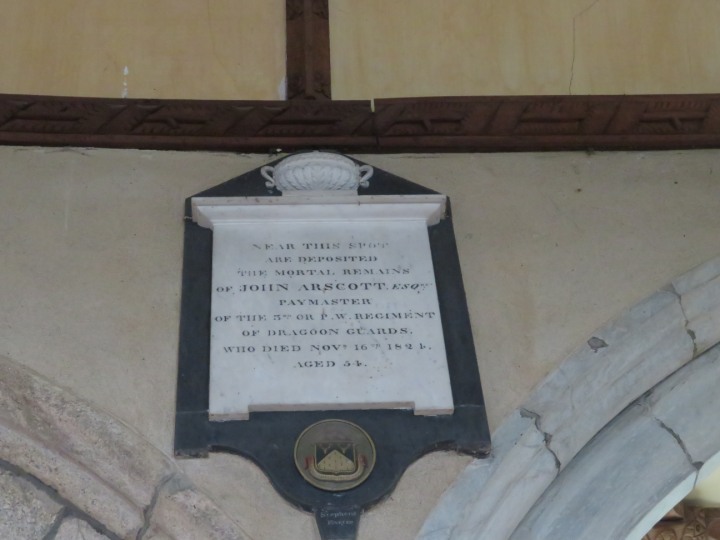 NEAR THIS SPOT
ARE DEPOSITED
THE MORTAL REMAINS
OF JOHN ARSCOTT, ESQR
PAYMASTER
OF THE 3RD OR P.W. REGIMENT
OF DRAGOON GUARDS,
WHO DIED NOVR 16TH 1824,
AGED 54.